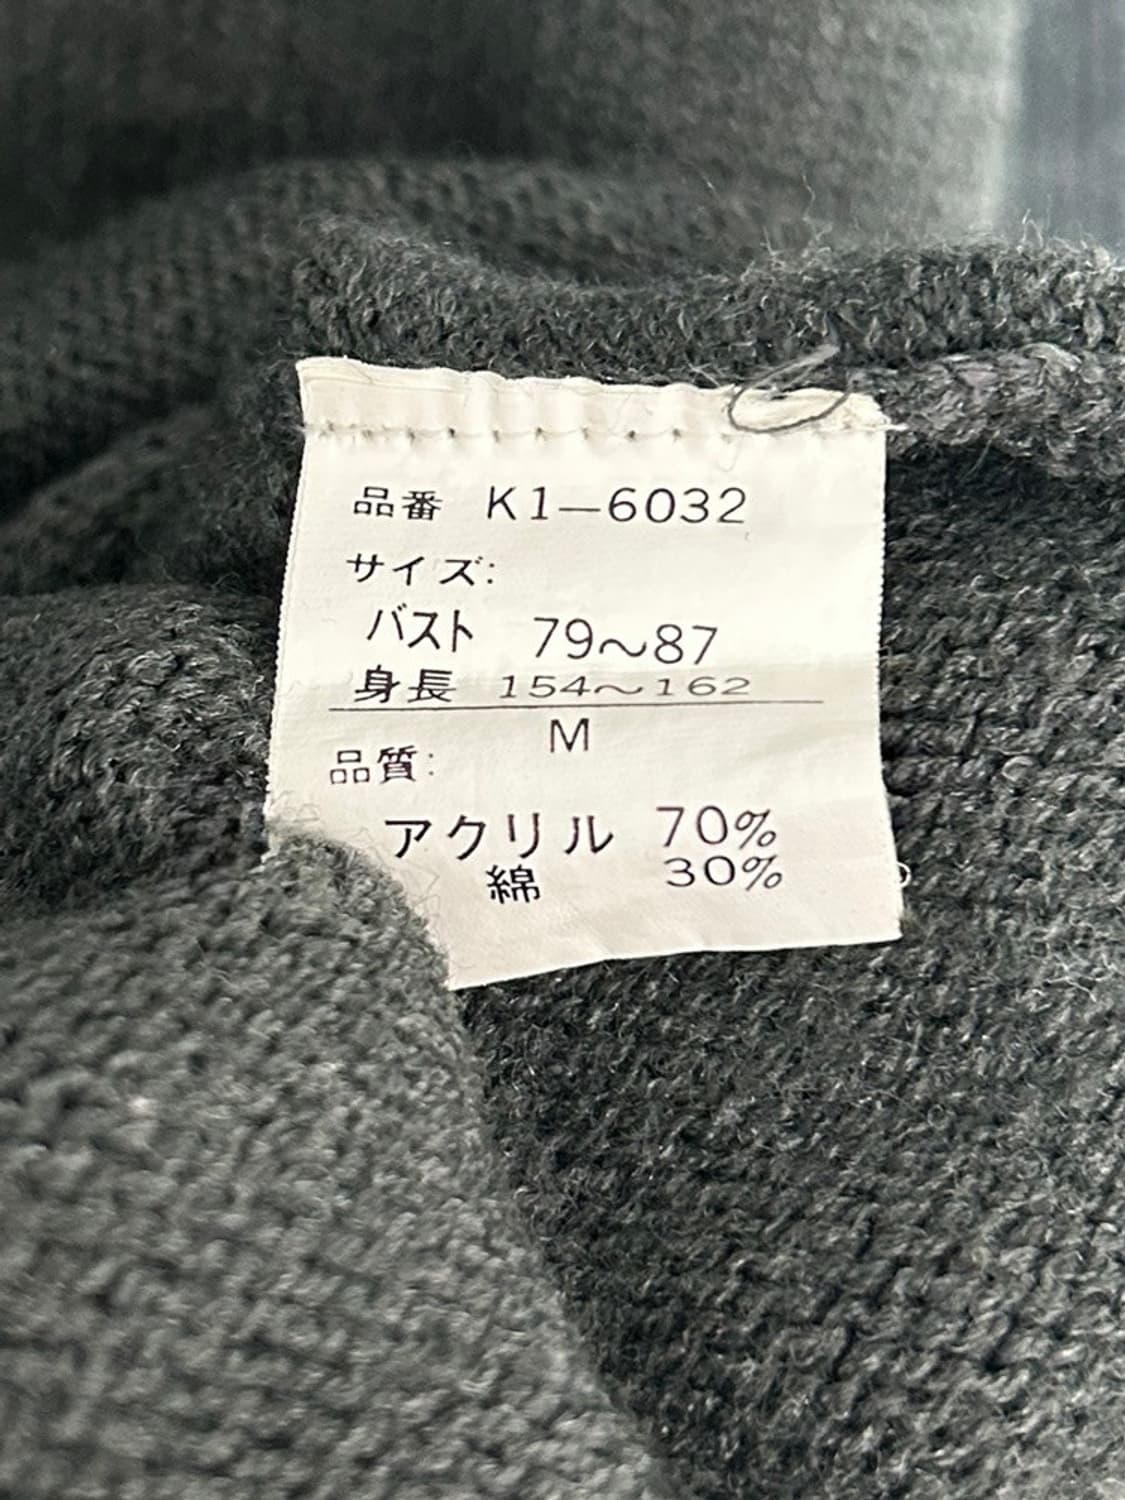 品番 K1—6032
サイズ:
バスト 79〜87
身長 154〜162
M
品質:
アクリル 70%
綿 30%